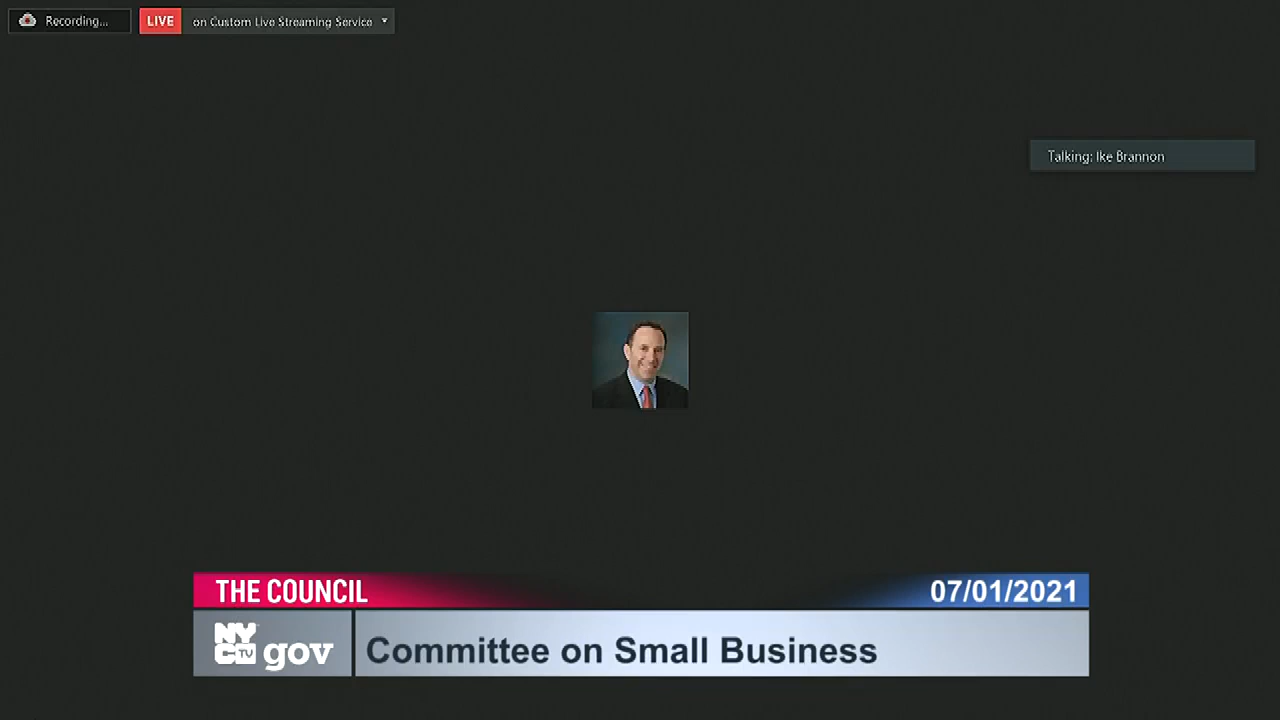 Recording...
LIVE on Custom Live Streaming Service
Talking: Ike Brannon
THE COUNCIL
07/01/2021
NYC TV gov
Committee on Small Business